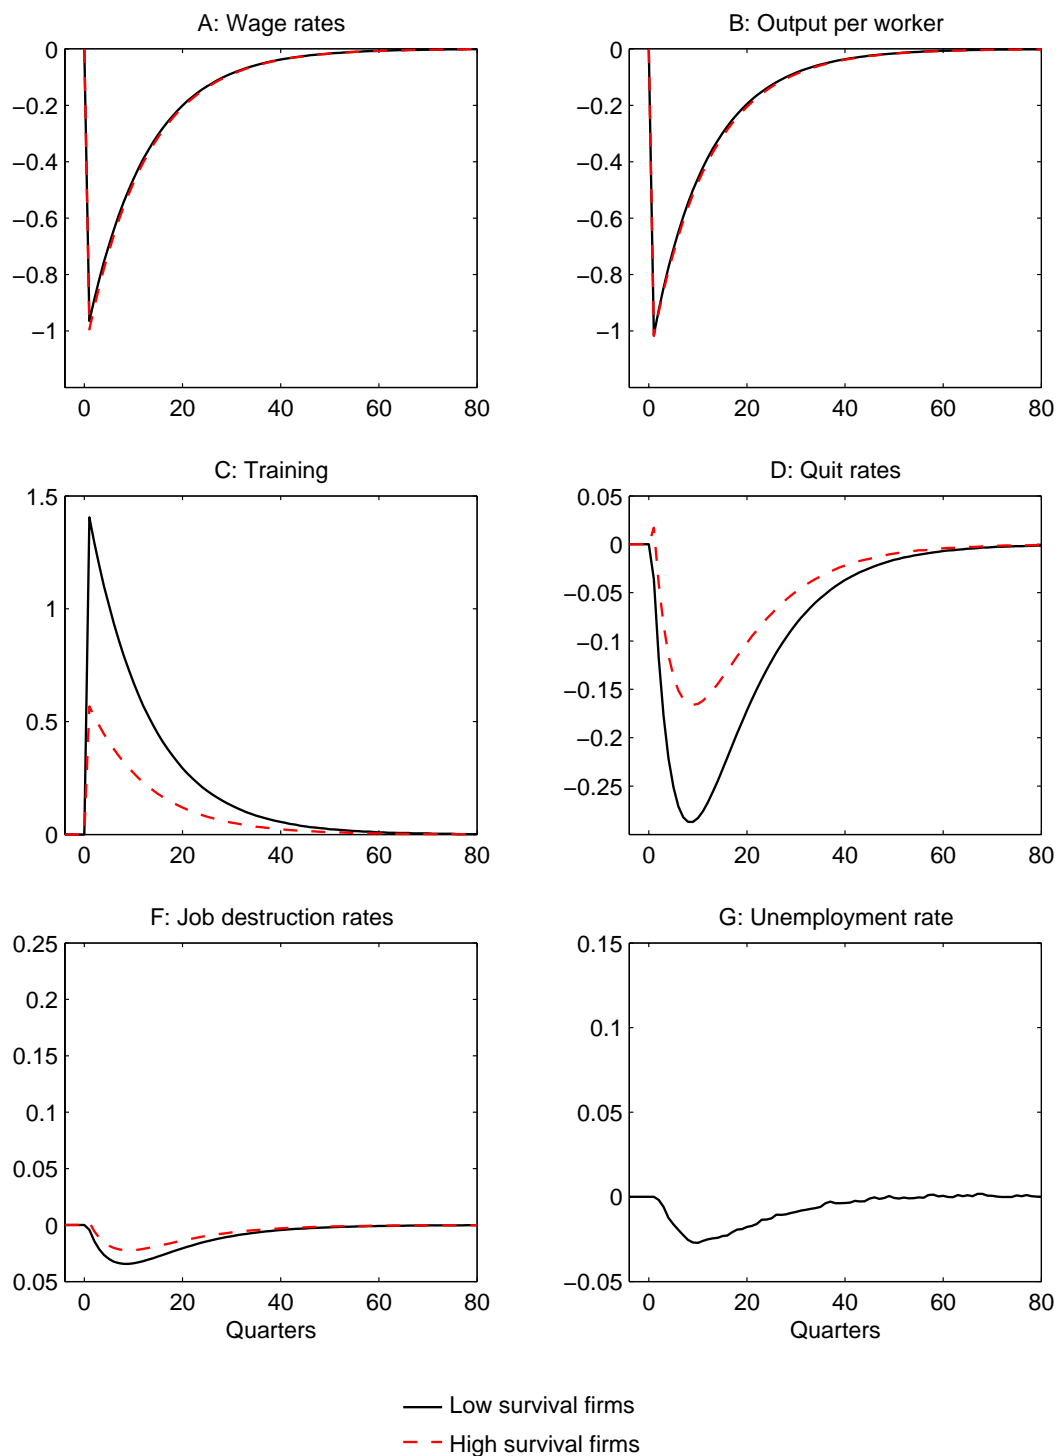 A: Wage rates
0
−0.2
−0.4
−0.6
−0.8
−1
0 20 40 60 80
B: Output per worker
0
−0.2
−0.4
−0.6
−0.8
−1
0 20 40 60 80
C: Training
1.5
1
0.5
0
0 20 40 60 80
D: Quit rates
0.05
0
−0.05
−0.1
−0.15
−0.2
−0.25
0 20 40 60 80
F: Job destruction rates
0.25
0.2
0.15
0.1
0.05
0
0.05
0 20 40 60 80
Quarters
G: Unemployment rate
0.15
0.1
0.05
0
−0.05
0 20 40 60 80
Quarters
Low survival firms
High survival firms